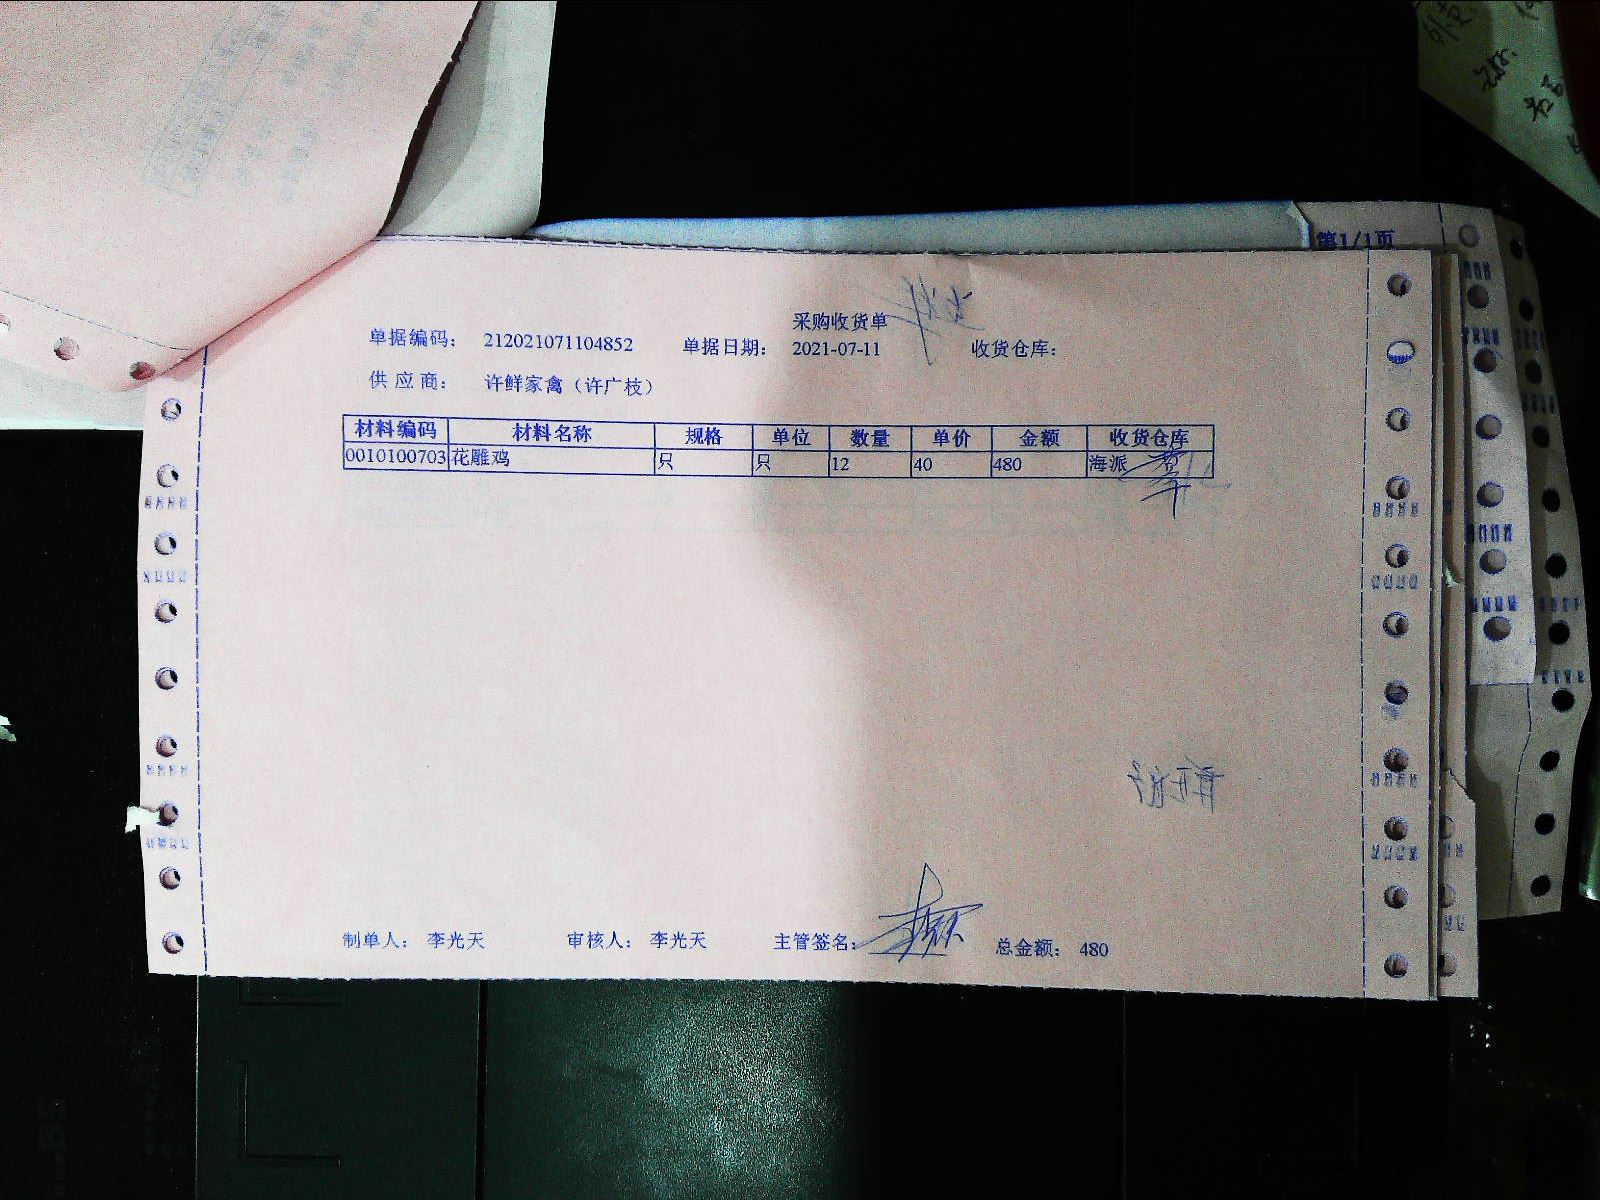 第1/1页
采购收货单
单据编码： 212021071104852 单据日期： 2021-07-11 收货仓库：
供应商： 许鲜家禽（许广枝）
材料编码 材料名称 规格 单位 数量 单价 金额 收货仓库
0010100703 花雕鸡 只 只 12 40 480 海派
制单人： 李光天 审核人： 李光天 主管签名： 总金额： 480